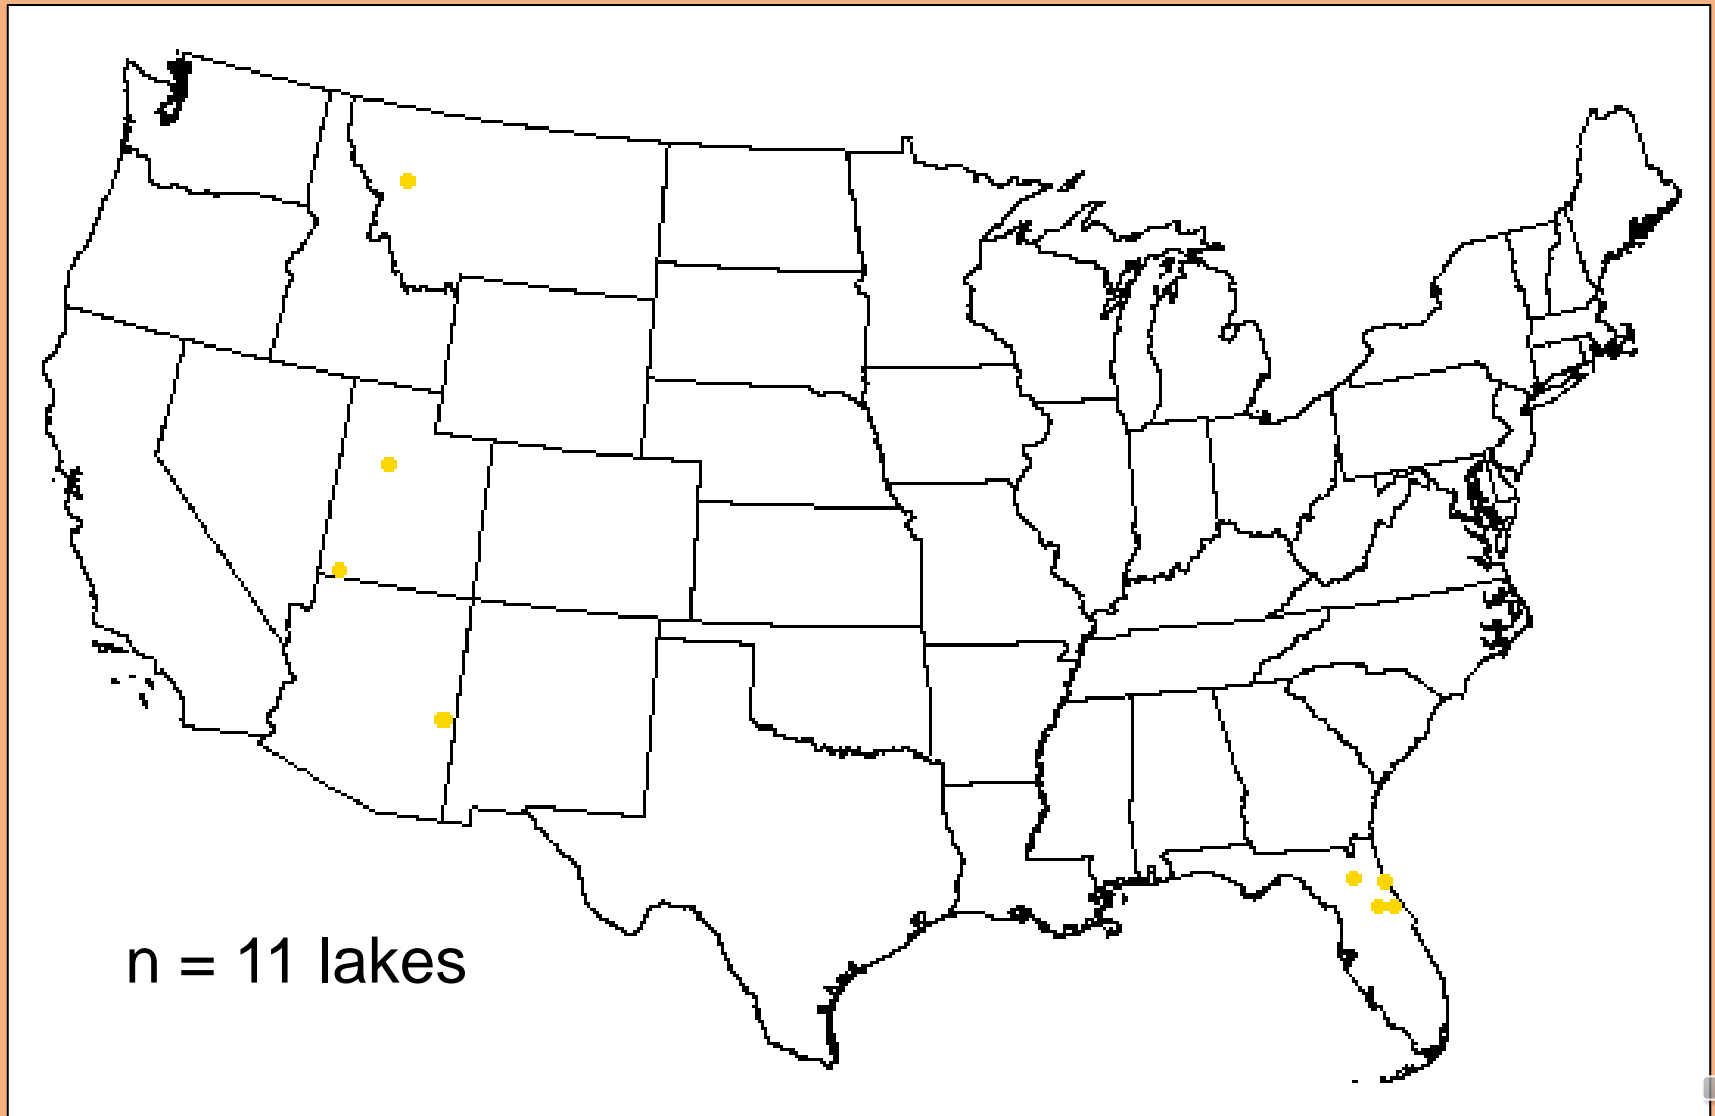 n = 11 lakes